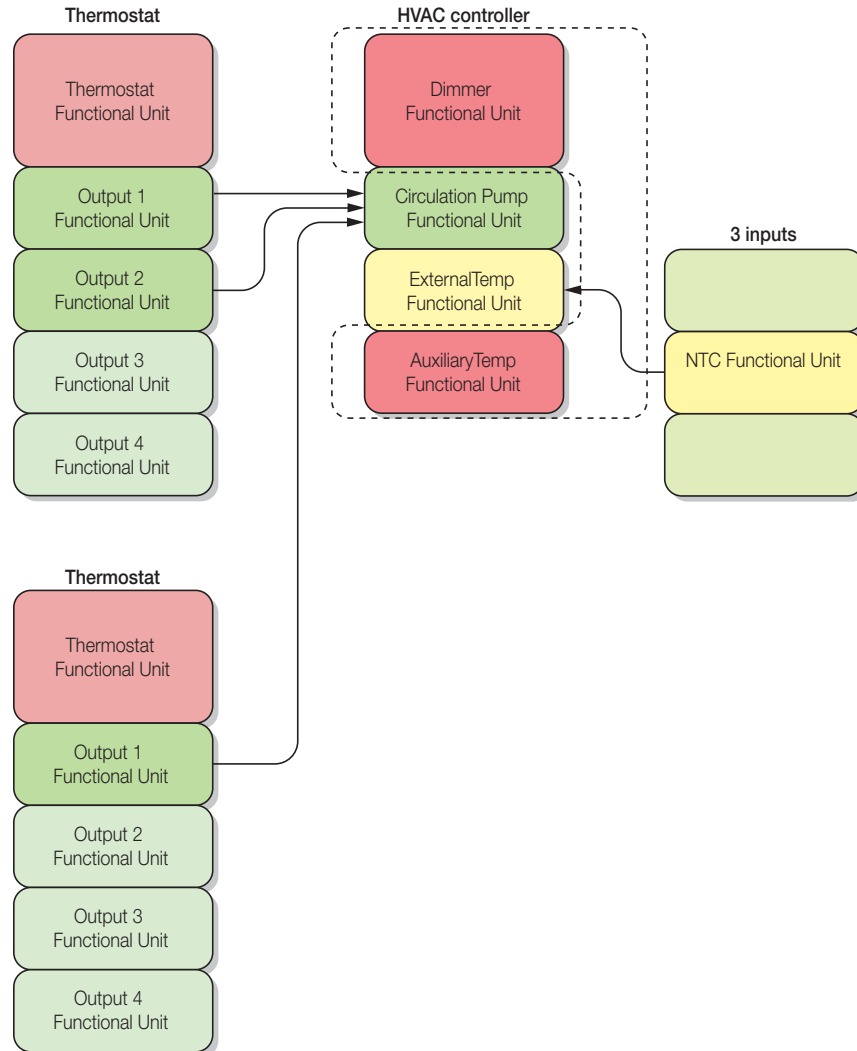 Thermostat
Thermostat
Functional Unit
Output 1
Functional Unit
Output 2
Functional Unit
Output 3
Functional Unit
Output 4
Functional Unit
HVAC controller
Dimmer
Functional Unit
Circulation Pump
Functional Unit
ExternalTemp
Functional Unit
AuxiliaryTemp
Functional Unit
3 inputs
NTC Functional Unit
Thermostat
Thermostat
Functional Unit
Output 1
Functional Unit
Output 2
Functional Unit
Output 3
Functional Unit
Output 4
Functional Unit